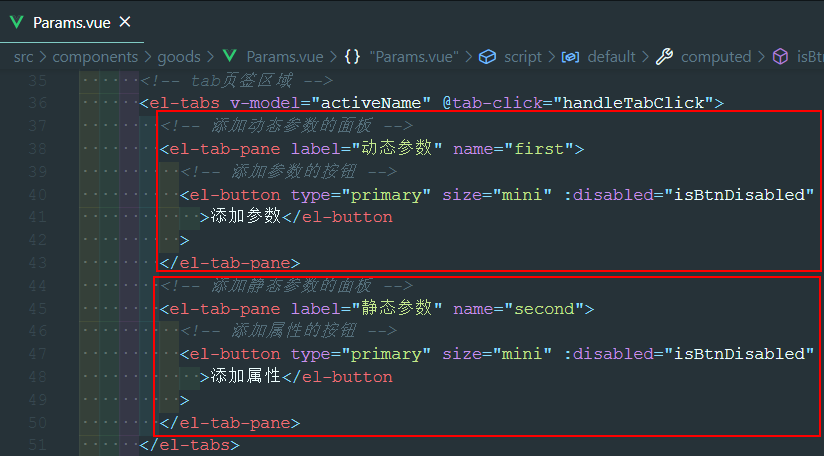 Params.vue ×
src > components > goods > Params.vue > {} "Params.vue" > script > default > computed > isBtn
35 <!-- tab页签区域 -->
36 <el-tabs v-model="activeName" @tab-click="handleTabClick">
37 <!-- 添加动态参数的面板 -->
38 <el-tab-pane label="动态参数" name="first">
39 <!-- 添加参数的按钮 -->
40 <el-button type="primary" size="mini" :disabled="isBtnDisabled"
41 >添加参数</el-button
42 >
43 </el-tab-pane>
44 <!-- 添加静态参数的面板 -->
45 <el-tab-pane label="静态参数" name="second">
46 <!-- 添加属性的按钮 -->
47 <el-button type="primary" size="mini" :disabled="isBtnDisabled"
48 >添加属性</el-button
49 >
50 </el-tab-pane>
51 </el-tabs>